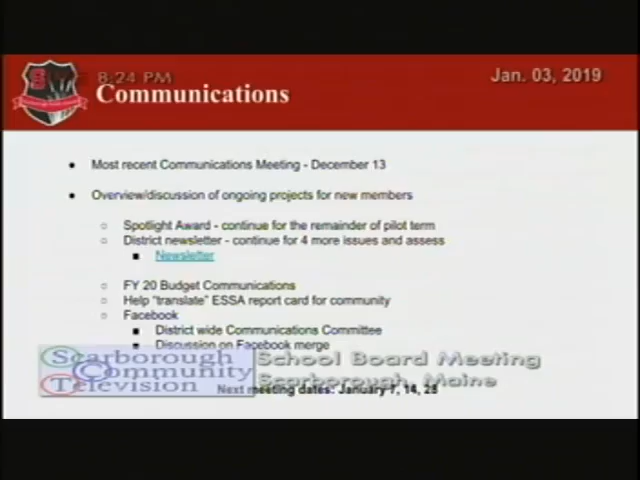 8:24 PM
Jan. 03, 2019
Communications
• Most recent Communications Meeting - December 13
• Overview/discussion of ongoing projects for new members
○ Spotlight Award - continue for the remainder of pilot term
○ District newsletter - continue for 4 more issues and assess
■ Newsletter
○ FY 20 Budget Communications
○ Help "translate" ESSA report card for community
○ Facebook
■ District wide Communications Committee
■ Discussion on Facebook merge
Scarborough
Community
Television
School Board Meeting
Scarborough, Maine
Next meeting dates: January 7, 14, 28